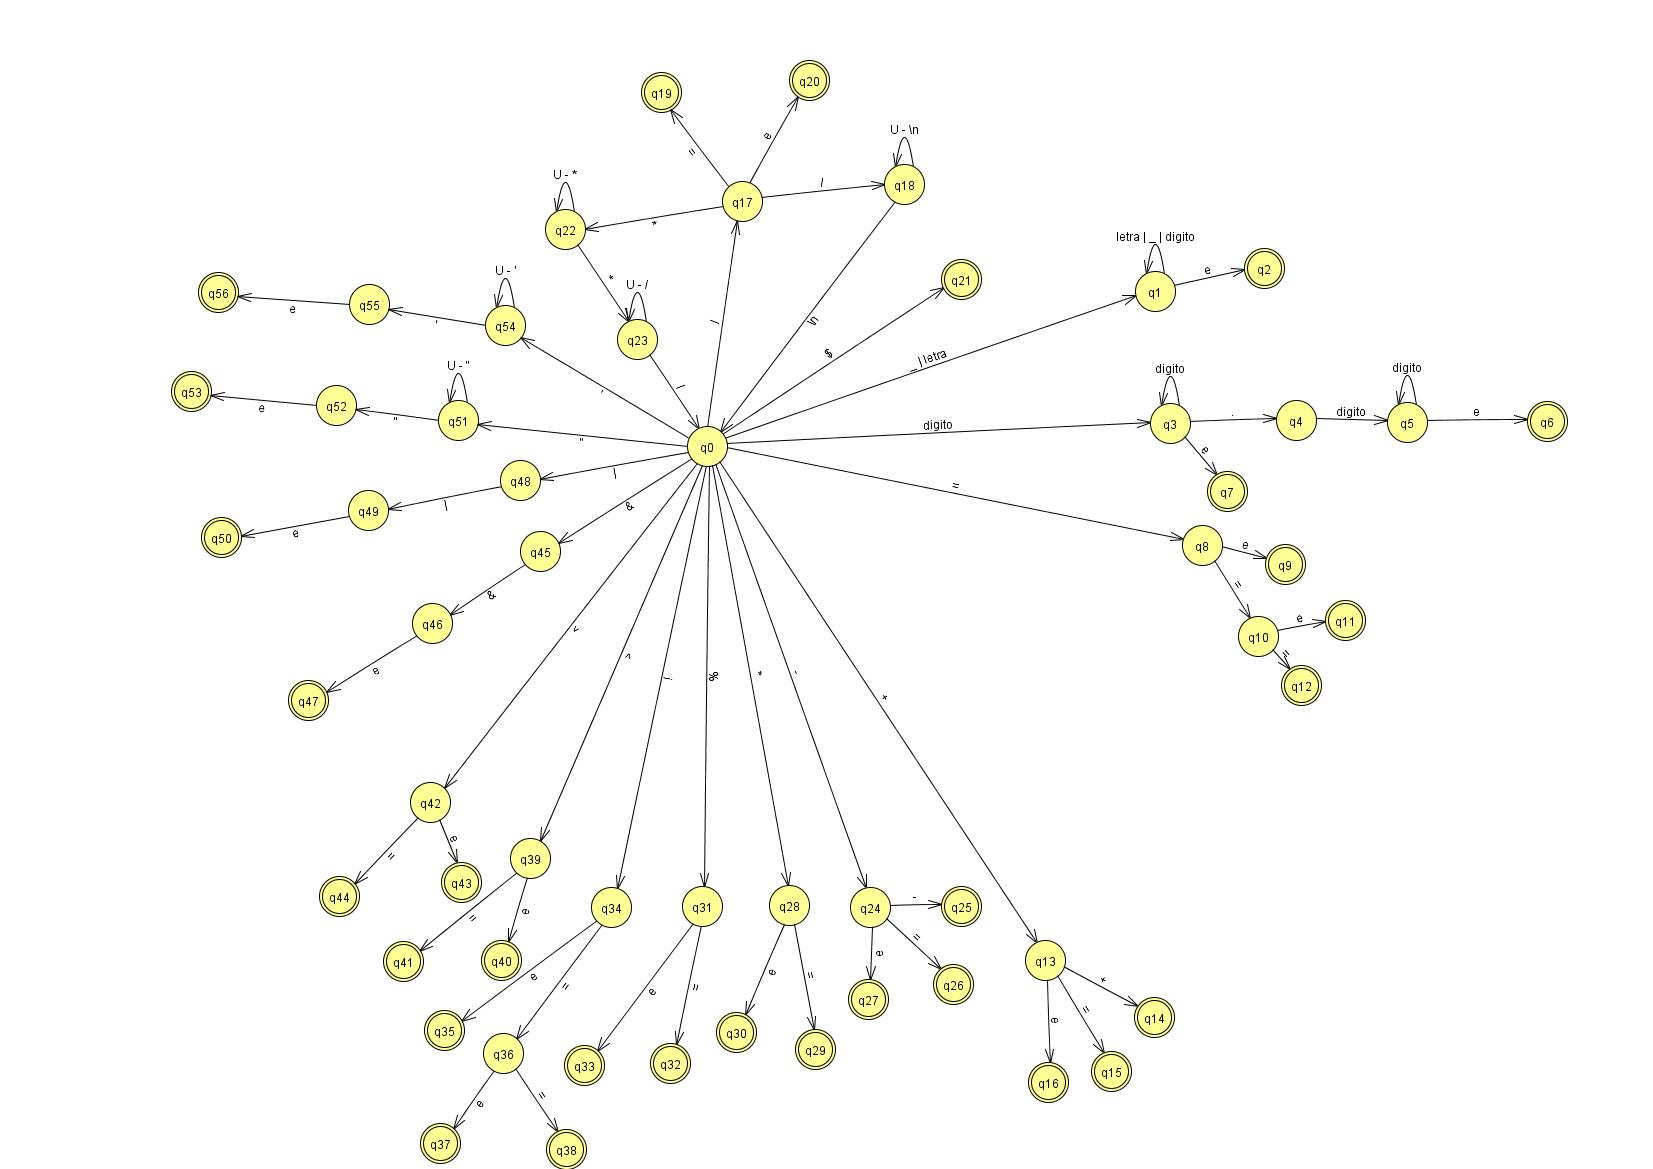 q20
q19
U - \n
e
=
U - *
/
q18
q17
*
q22
letra | _ | digito
U - '
*
e
q2
q21
U - /
q1
q56
q55
e
'
q54
/
\n
q23
$
_ | letra
U - "
digito
digito
/
'
q53
e
q52
"
q51
"
q0
digito
q3
.
q4
digito
q5
e
q6
e
q48
|
q7
=
q49
|
&
q50
e
q45
q8
e
q9
&
=
q46
q10
e
q11
=
q12
<
>
e
q47
!
%
*
-
+
q42
=
e
q39
q43
q44
=
e
q34
q31
q28
q24
-
q25
q41
q40
e
=
e
=
e
=
e
=
q13
+
q27
q26
q35
q30
q29
e
=
q14
q36
q33
q32
q16
q15
e
=
q37
q38